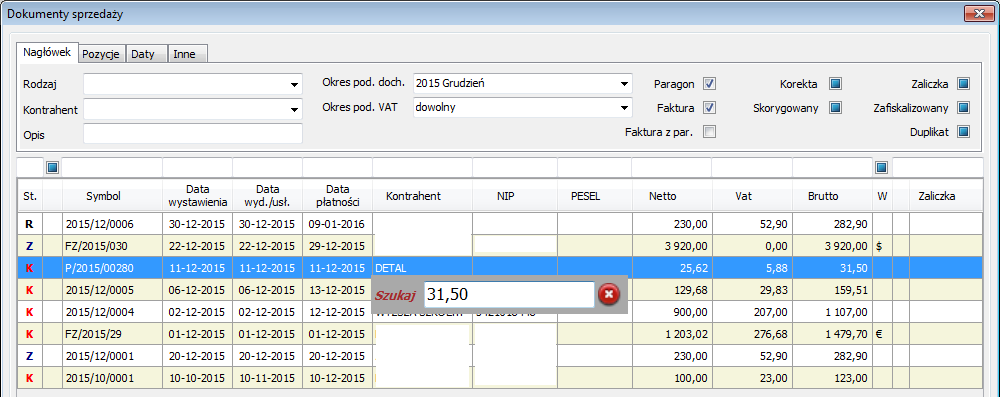 Dokumenty sprzedaży
Nagłówek Pozycje Daty Inne
Rodzaj Okres pod. doch. 2015 Grudzień Paragon Korekta Zaliczka
Kontrahent Okres pod. VAT dowolny Faktura Skorygowany Zafiskalizowany
Opis Faktura z par. Duplikat
St. Symbol Data wystawienia Data wyd./usł. Data płatności Kontrahent NIP PESEL Netto Vat Brutto W Zaliczka
R 2015/12/0006 30-12-2015 30-12-2015 09-01-2016 230,00 52,90 282,90
Z FZ/2015/030 22-12-2015 22-12-2015 29-12-2015 3 920,00 0,00 3 920,00 $
K P/2015/00280 11-12-2015 11-12-2015 11-12-2015 DETAL 25,62 5,88 31,50
K 2015/12/0005 06-12-2015 06-12-2015 13-12-2015 129,68 29,83 159,51
Szukaj 31,50
K 2015/12/0004 02-12-2015 02-12-2015 12-12-2015 900,00 207,00 1 107,00
K FZ/2015/29 01-12-2015 01-12-2015 01-12-2015 1 203,02 276,68 1 479,70 €
Z 2015/12/0001 20-12-2015 20-12-2015 20-12-2015 230,00 52,90 282,90
K 2015/10/0001 10-10-2015 10-11-2015 10-12-2015 100,00 23,00 123,00